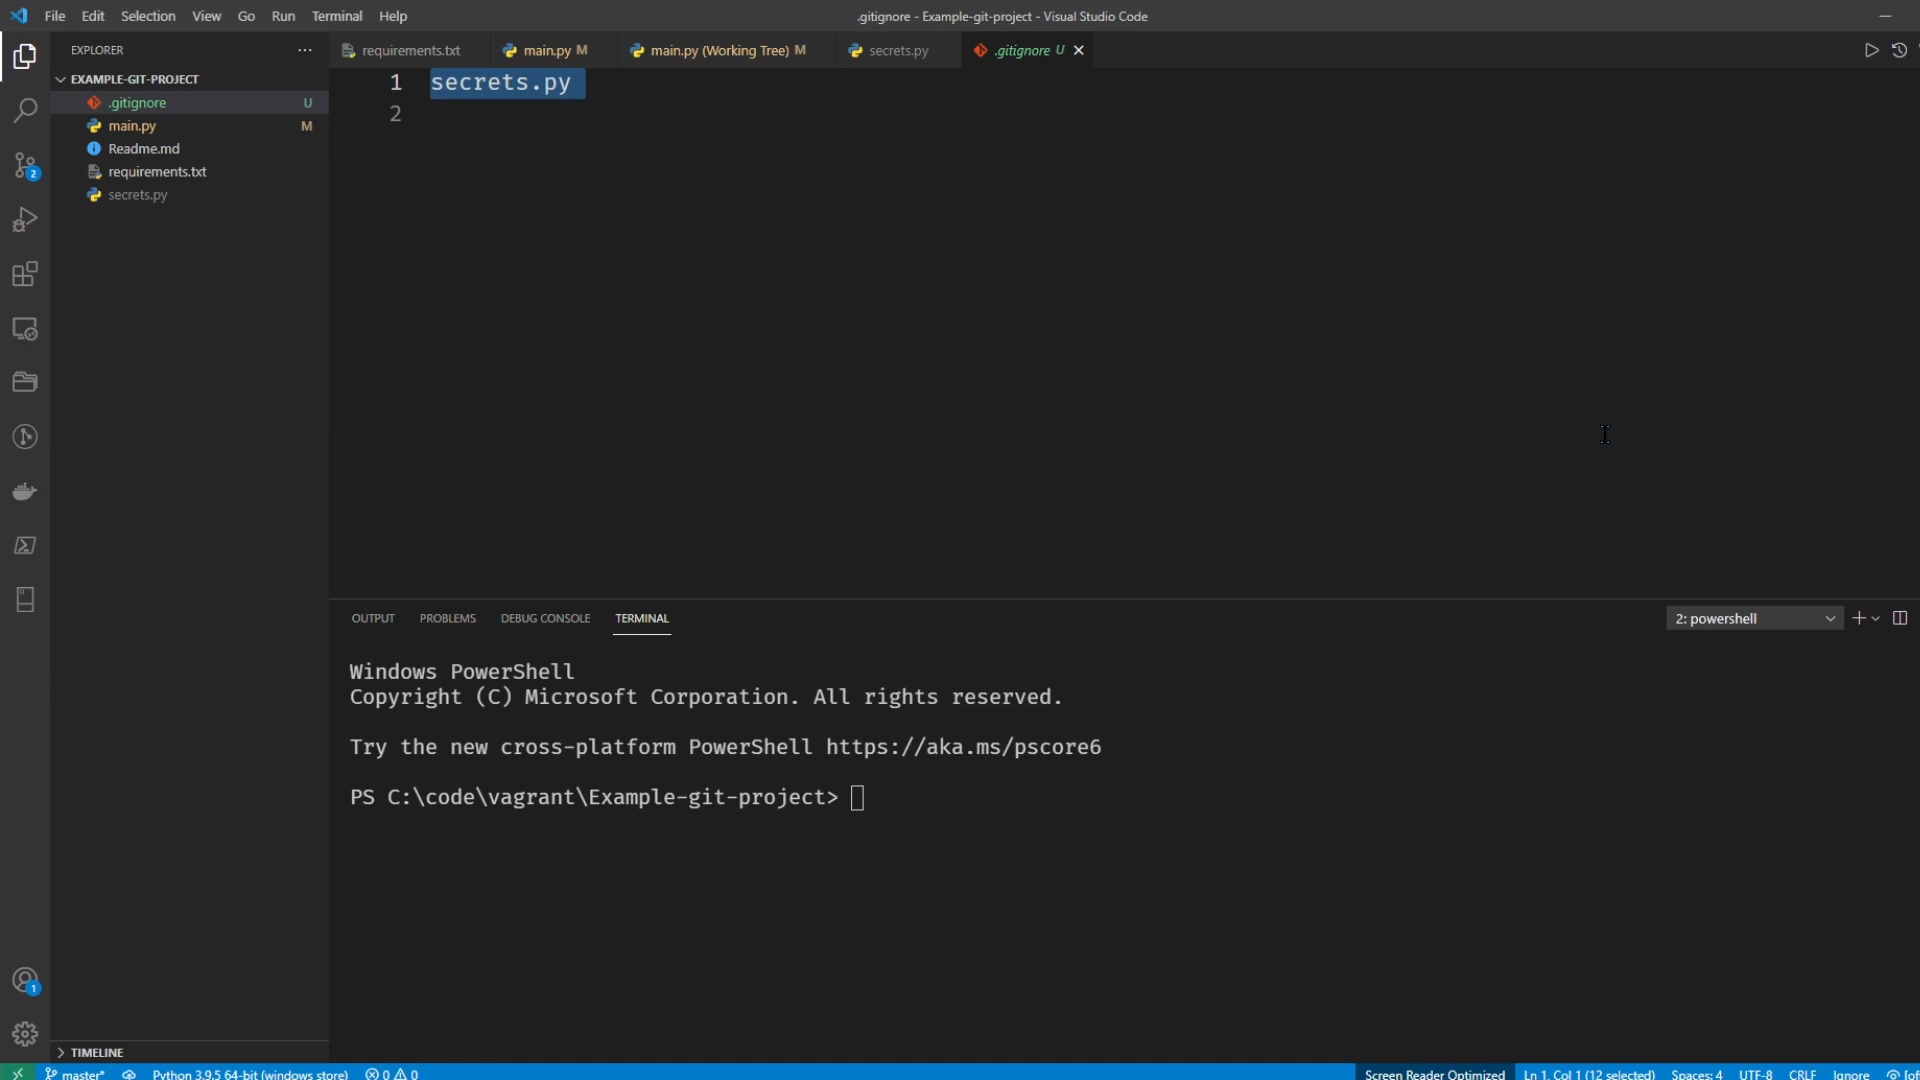 File Edit Selection View Go Run Terminal Help
.gitignore - Example-git-project - Visual Studio Code
EXPLORER
EXAMPLE-GIT-PROJECT
.gitignore U
main.py M
Readme.md
requirements.txt
secrets.py
2
1
TIMELINE
requirements.txt
main.py M
main.py (Working Tree) M
secrets.py
.gitignore U
1 secrets.py
2
OUTPUT PROBLEMS DEBUG CONSOLE TERMINAL
2: powershell
Windows PowerShell
Copyright (C) Microsoft Corporation. All rights reserved.
Try the new cross-platform PowerShell https://aka.ms/pscore6
PS C:\code\vagrant\Example-git-project>
master* Python 3.9.5 64-bit (windows store) 0 0 Screen Reader Optimized Ln 1, Col 1 (12 selected) Spaces: 4 UTF-8 CRLF Ignore [of